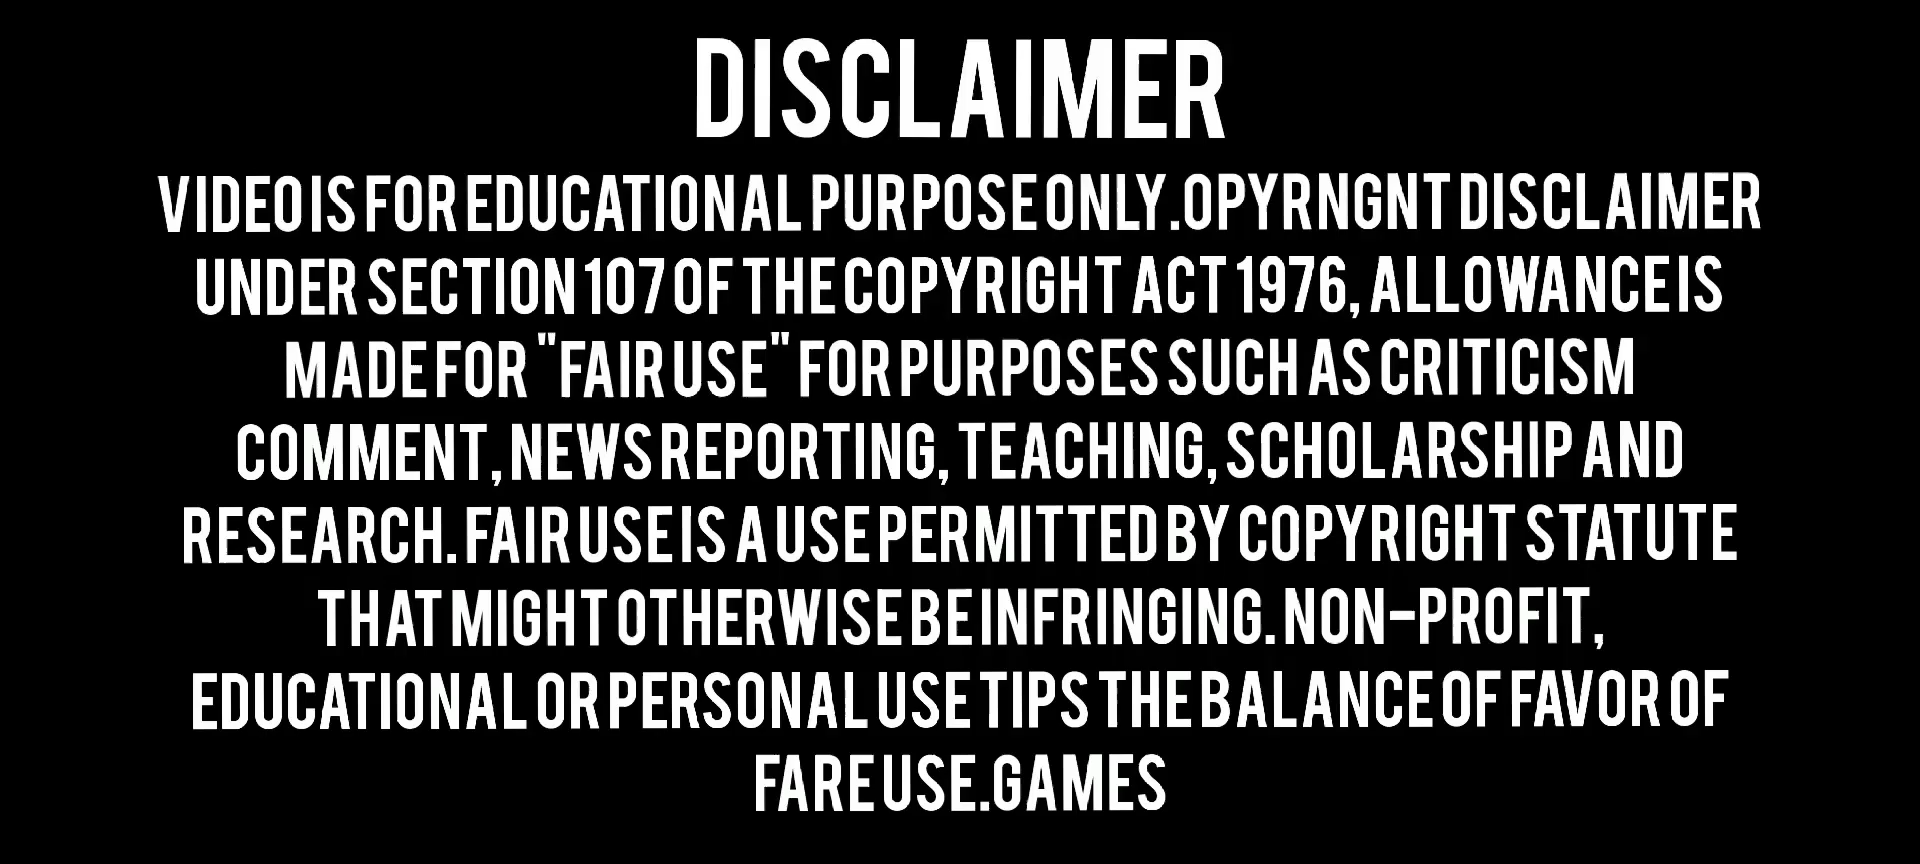 DISCLAIMER
VIDEO IS FOR EDUCATIONAL PURPOSE ONLY.OPYRNGNT DISCLAIMER
UNDER SECTION 107 OF THE COPYRIGHT ACT 1976, ALLOWANCE IS
MADE FOR "FAIR USE" FOR PURPOSES SUCH AS CRITICISM
COMMENT, NEWS REPORTING, TEACHING, SCHOLARSHIP AND
RESEARCH. FAIR USE IS A USE PERMITTED BY COPYRIGHT STATUTE
THAT MIGHT OTHERWISE BE INFRINGING. NON-PROFIT,
EDUCATIONAL OR PERSONAL USE TIPS THE BALANCE OF FAVOR OF
FARE USE.GAMES